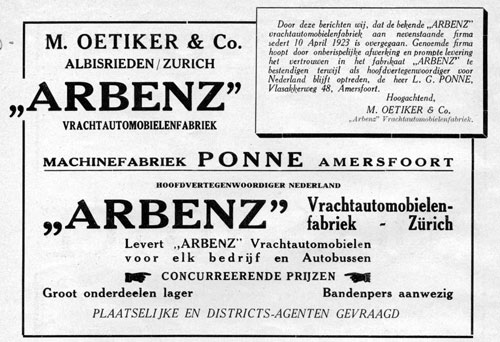 M. OETIKER & Co.
ALBISRIEDEN/ZURICH
„ARBENZ”
VRACHTAUTOMOBIELENFABRIEK
Door deze berichten wij, dat de bekende „ARBENZ”
vrachtautomobielenfabriek aan nevenstaande firma
sedert 10 April 1923 is overgegaan. Genoemde firma
hoopt door onberispelijke afwerking en prompte levering
het vertrouwen in het fabrikaat „ARBENZ” te
bestendigen terwijl als hoofdvertegenwoordiger voor
Nederland blijft optreden, de heer L. G. PONNE,
Vlasakkerweg 48, Amersfoort.
Hoogachtend,
M. OETIKER & Co.
„Arbenz” Vrachtautomobielenfabriek.
MACHINEFABRIEK PONNE AMERSFOORT
HOOFDVERTEGENWOORDIGER NEDERLAND
„ARBENZ” Vrachtautomobielen-
fabriek - Zürich
Levert „ARBENZ” Vrachtautomobielen
voor elk bedrijf en Autobussen
CONCURREERENDE PRIJZEN
Groot onderdeelen lager Bandenpers aanwezig
PLAATSELIJKE EN DISTRICTS-AGENTEN GEVRAAGD